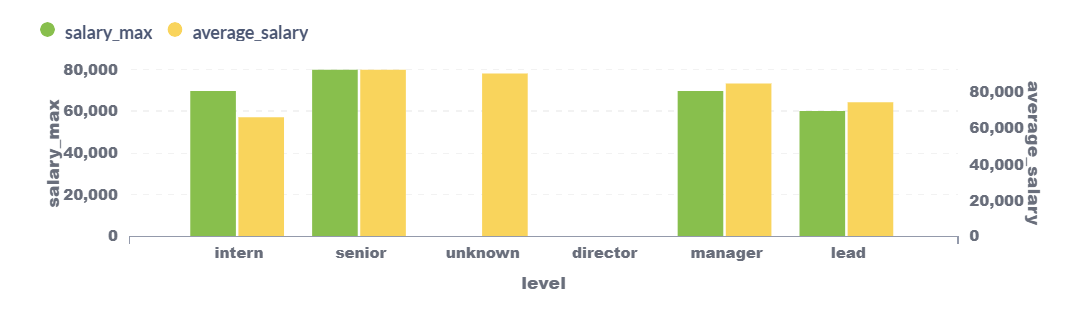 salary_max average_salary
80,000
60,000
40,000
20,000
0
salary_max
80,000
60,000
40,000
20,000
0
average_salary
intern senior unknown director manager lead
level